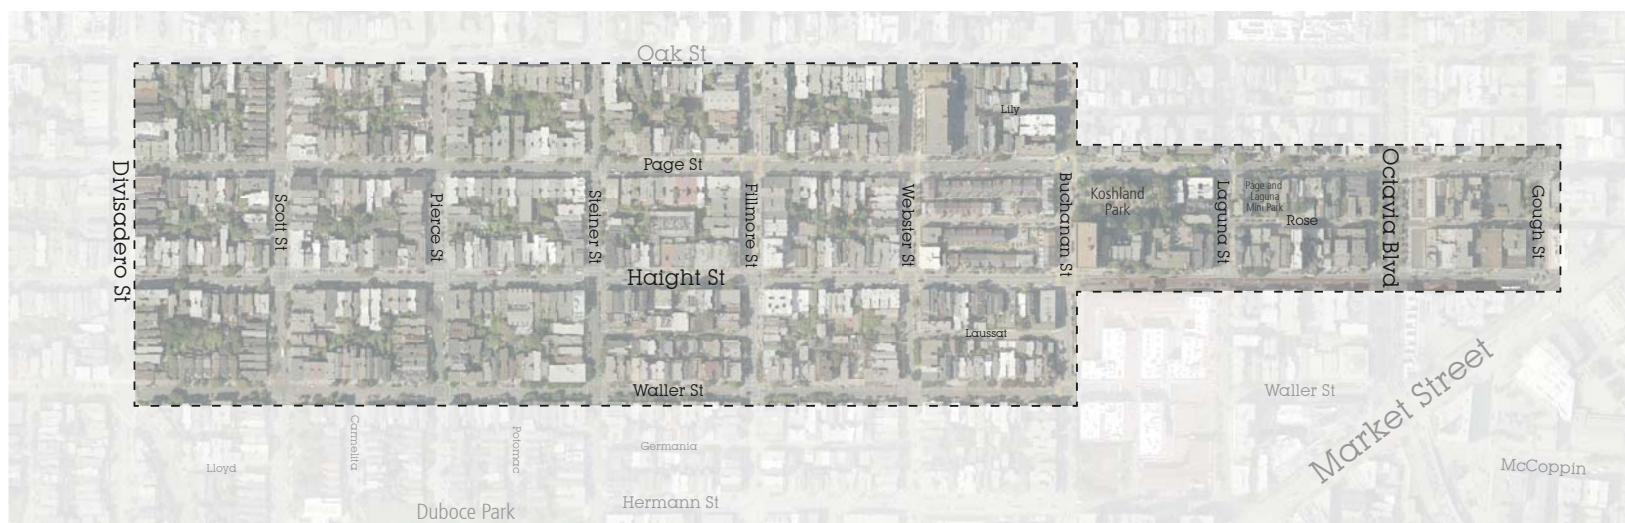 Oak St
Lily
Page St
Divisadero St
Scott St
Pierce St
Steiner St
Fillmore St
Webster St
Buchanan St
Koshland
Park
Laguna St
Page and
Laguna
Mini Park
Rose
Octavia Blvd
Gough St
Haight St
Laussat
Waller St
Waller St
Market Street
Carmelita
Potomac
Germania
Lloyd
McCoppin
Hermann St
Duboce Park